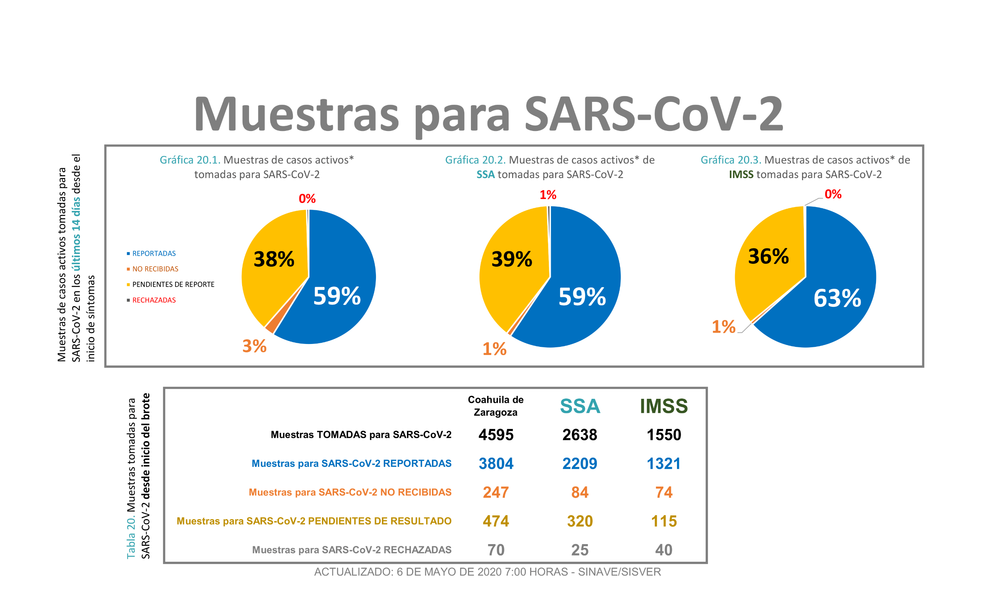 Muestras para SARS-CoV-2
Muestras de casos activos tomadas para
SARS-CoV-2 en los últimos 14 días desde el
inicio de síntomas
Gráfica 20.1. Muestras de casos activos*
tomadas para SARS-CoV-2
0%
38%
59%
3%
REPORTADAS
NO RECIBIDAS
PENDIENTES DE REPORTE
RECHAZADAS
Gráfica 20.2. Muestras de casos activos* de
SSA tomadas para SARS-CoV-2
1%
39%
59%
1%
Gráfica 20.3. Muestras de casos activos* de
IMSS tomadas para SARS-CoV-2
0%
36%
63%
1%
Tabla 20. Muestras tomadas para
SARS-CoV-2 desde inicio del brote
Coahuila de
Zaragoza
SSA
IMSS
Muestras TOMADAS para SARS-CoV-2 4595 2638 1550
Muestras para SARS-CoV-2 REPORTADAS 3804 2209 1321
Muestras para SARS-CoV-2 NO RECIBIDAS 247 84 74
Muestras para SARS-CoV-2 PENDIENTES DE RESULTADO 474 320 115
Muestras para SARS-CoV-2 RECHAZADAS 70 25 40
ACTUALIZADO: 6 DE MAYO DE 2020 7:00 HORAS - SINAVE/SISVER